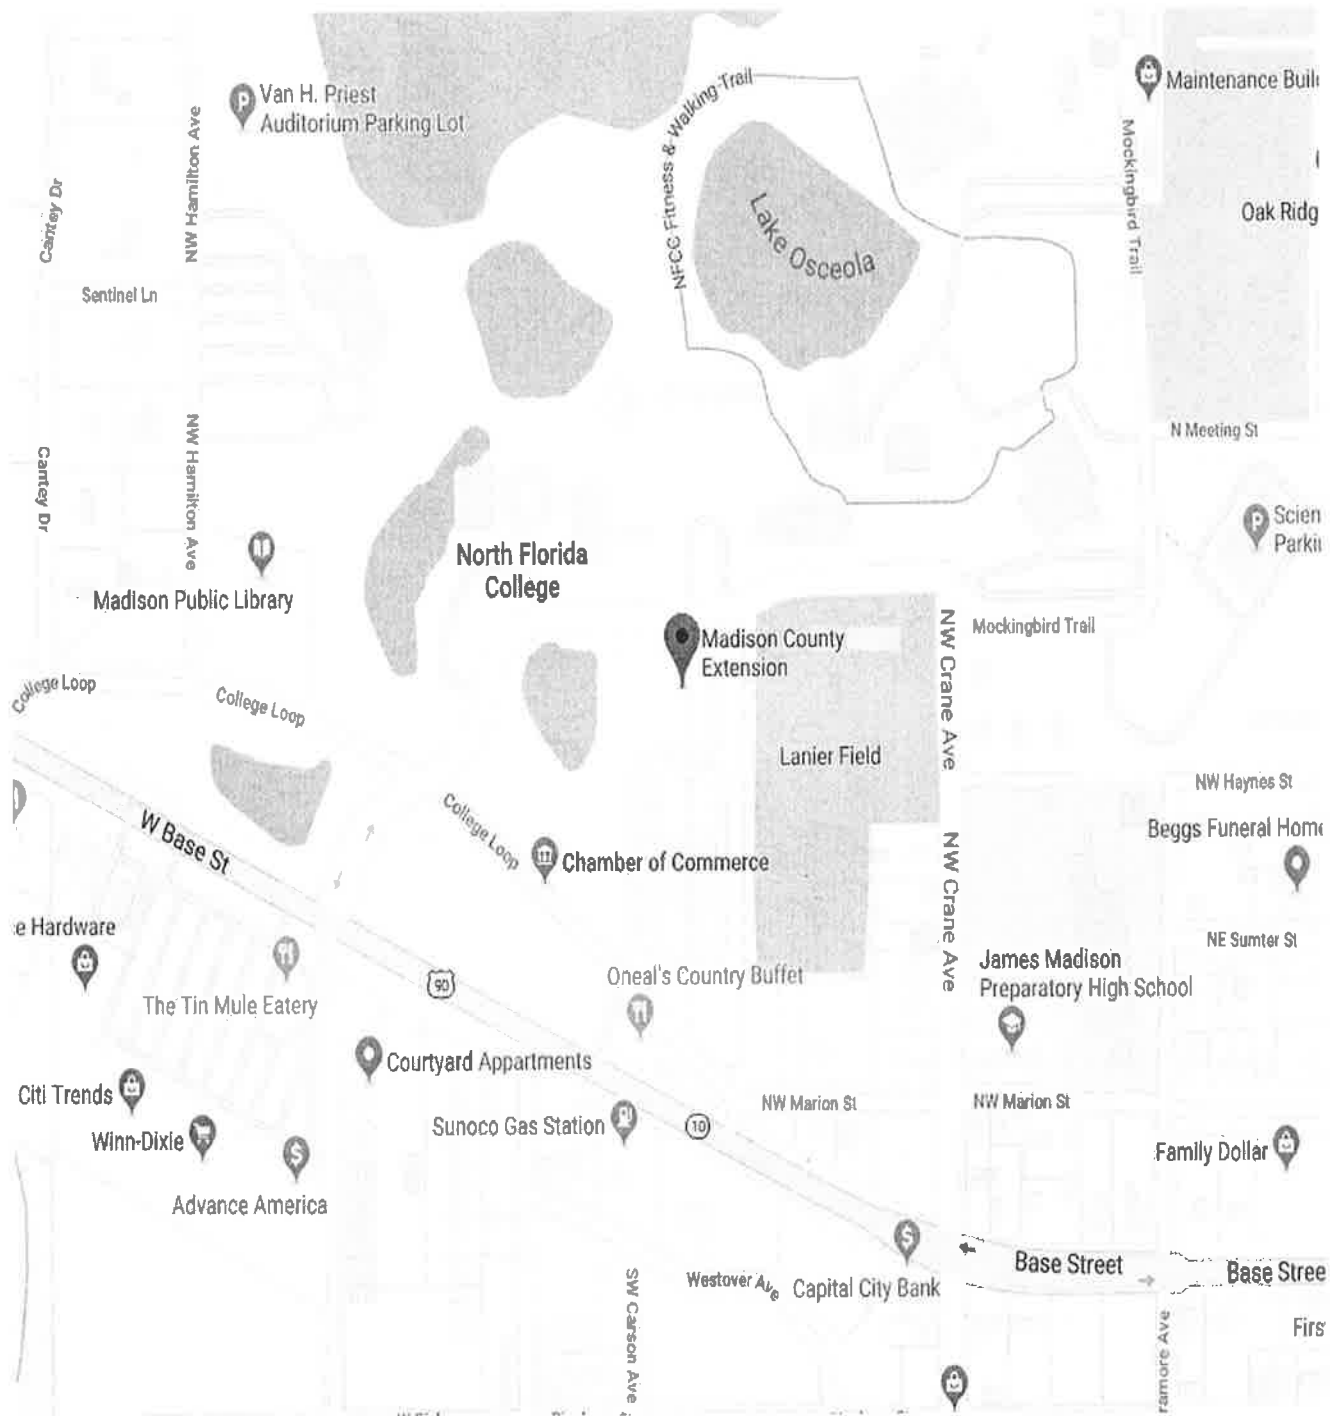 Van H. Priest
Auditorium Parking Lot
NW Hamilton Ave
Cantey Dr
Sentinel Ln
NFCC Fitness & Walking Trail
Lake Osceola
Maintenance Buil
Mockingbird Trail
Oak Ridg
N Meeting St
NW Hamilton Ave
Cantey Dr
Scien
Parki
North Florida
College
Madison Public Library
Madison County
Extension
NW Crane Ave
Mockingbird Trail
College Loop
College Loop
Lanier Field
NW Haynes St
W Base St
College Loop
Chamber of Commerce
Beggs Funeral Home
NW Crane Ave
e Hardware
NE Sumter St
The Tin Mule Eatery
90
Oneal's Country Buffet
James Madison
Preparatory High School
Courtyard Appartments
Citi Trends
Sunoco Gas Station
10
NW Marion St
NW Marion St
Winn-Dixie
Family Dollar
Advance America
SW Carson Ave
Westover Ave
Capital City Bank
Base Street
Base Stree
Firs
ramore Ave